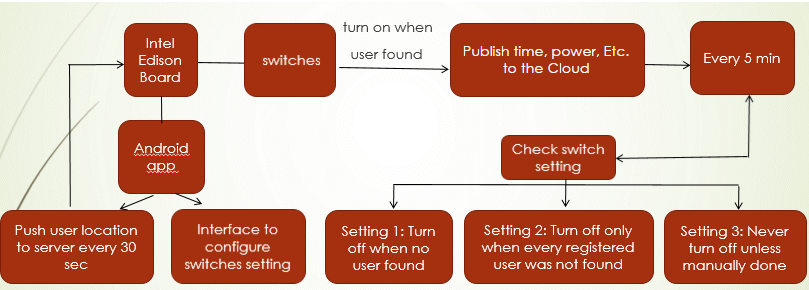 Intel
Edison
Board
switches
turn on when
user found
Publish time, power, Etc.
to the Cloud
Every 5 min
Android
app
Check switch
setting
Push user location
to server every 30
sec
Interface to
configure
switches setting
Setting 1: Turn
off when no
user found
Setting 2: Turn off only
when every registered
user was not found
Setting 3: Never
turn off unless
manually done